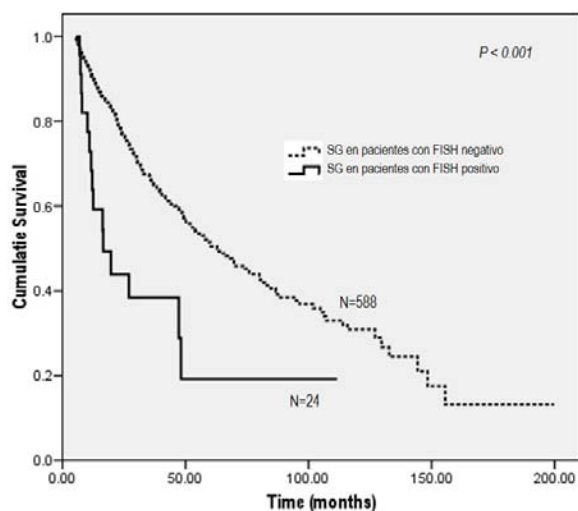 1.0
P < 0.001
0.8
SG en pacientes con FISH negativo
SG en pacientes con FISH positivo
0.6
Cumulatie Survival
0.4
N=588
0.2
N=24
0.0
0.00 50.00 100.00 150.00 200.00
Time (months)